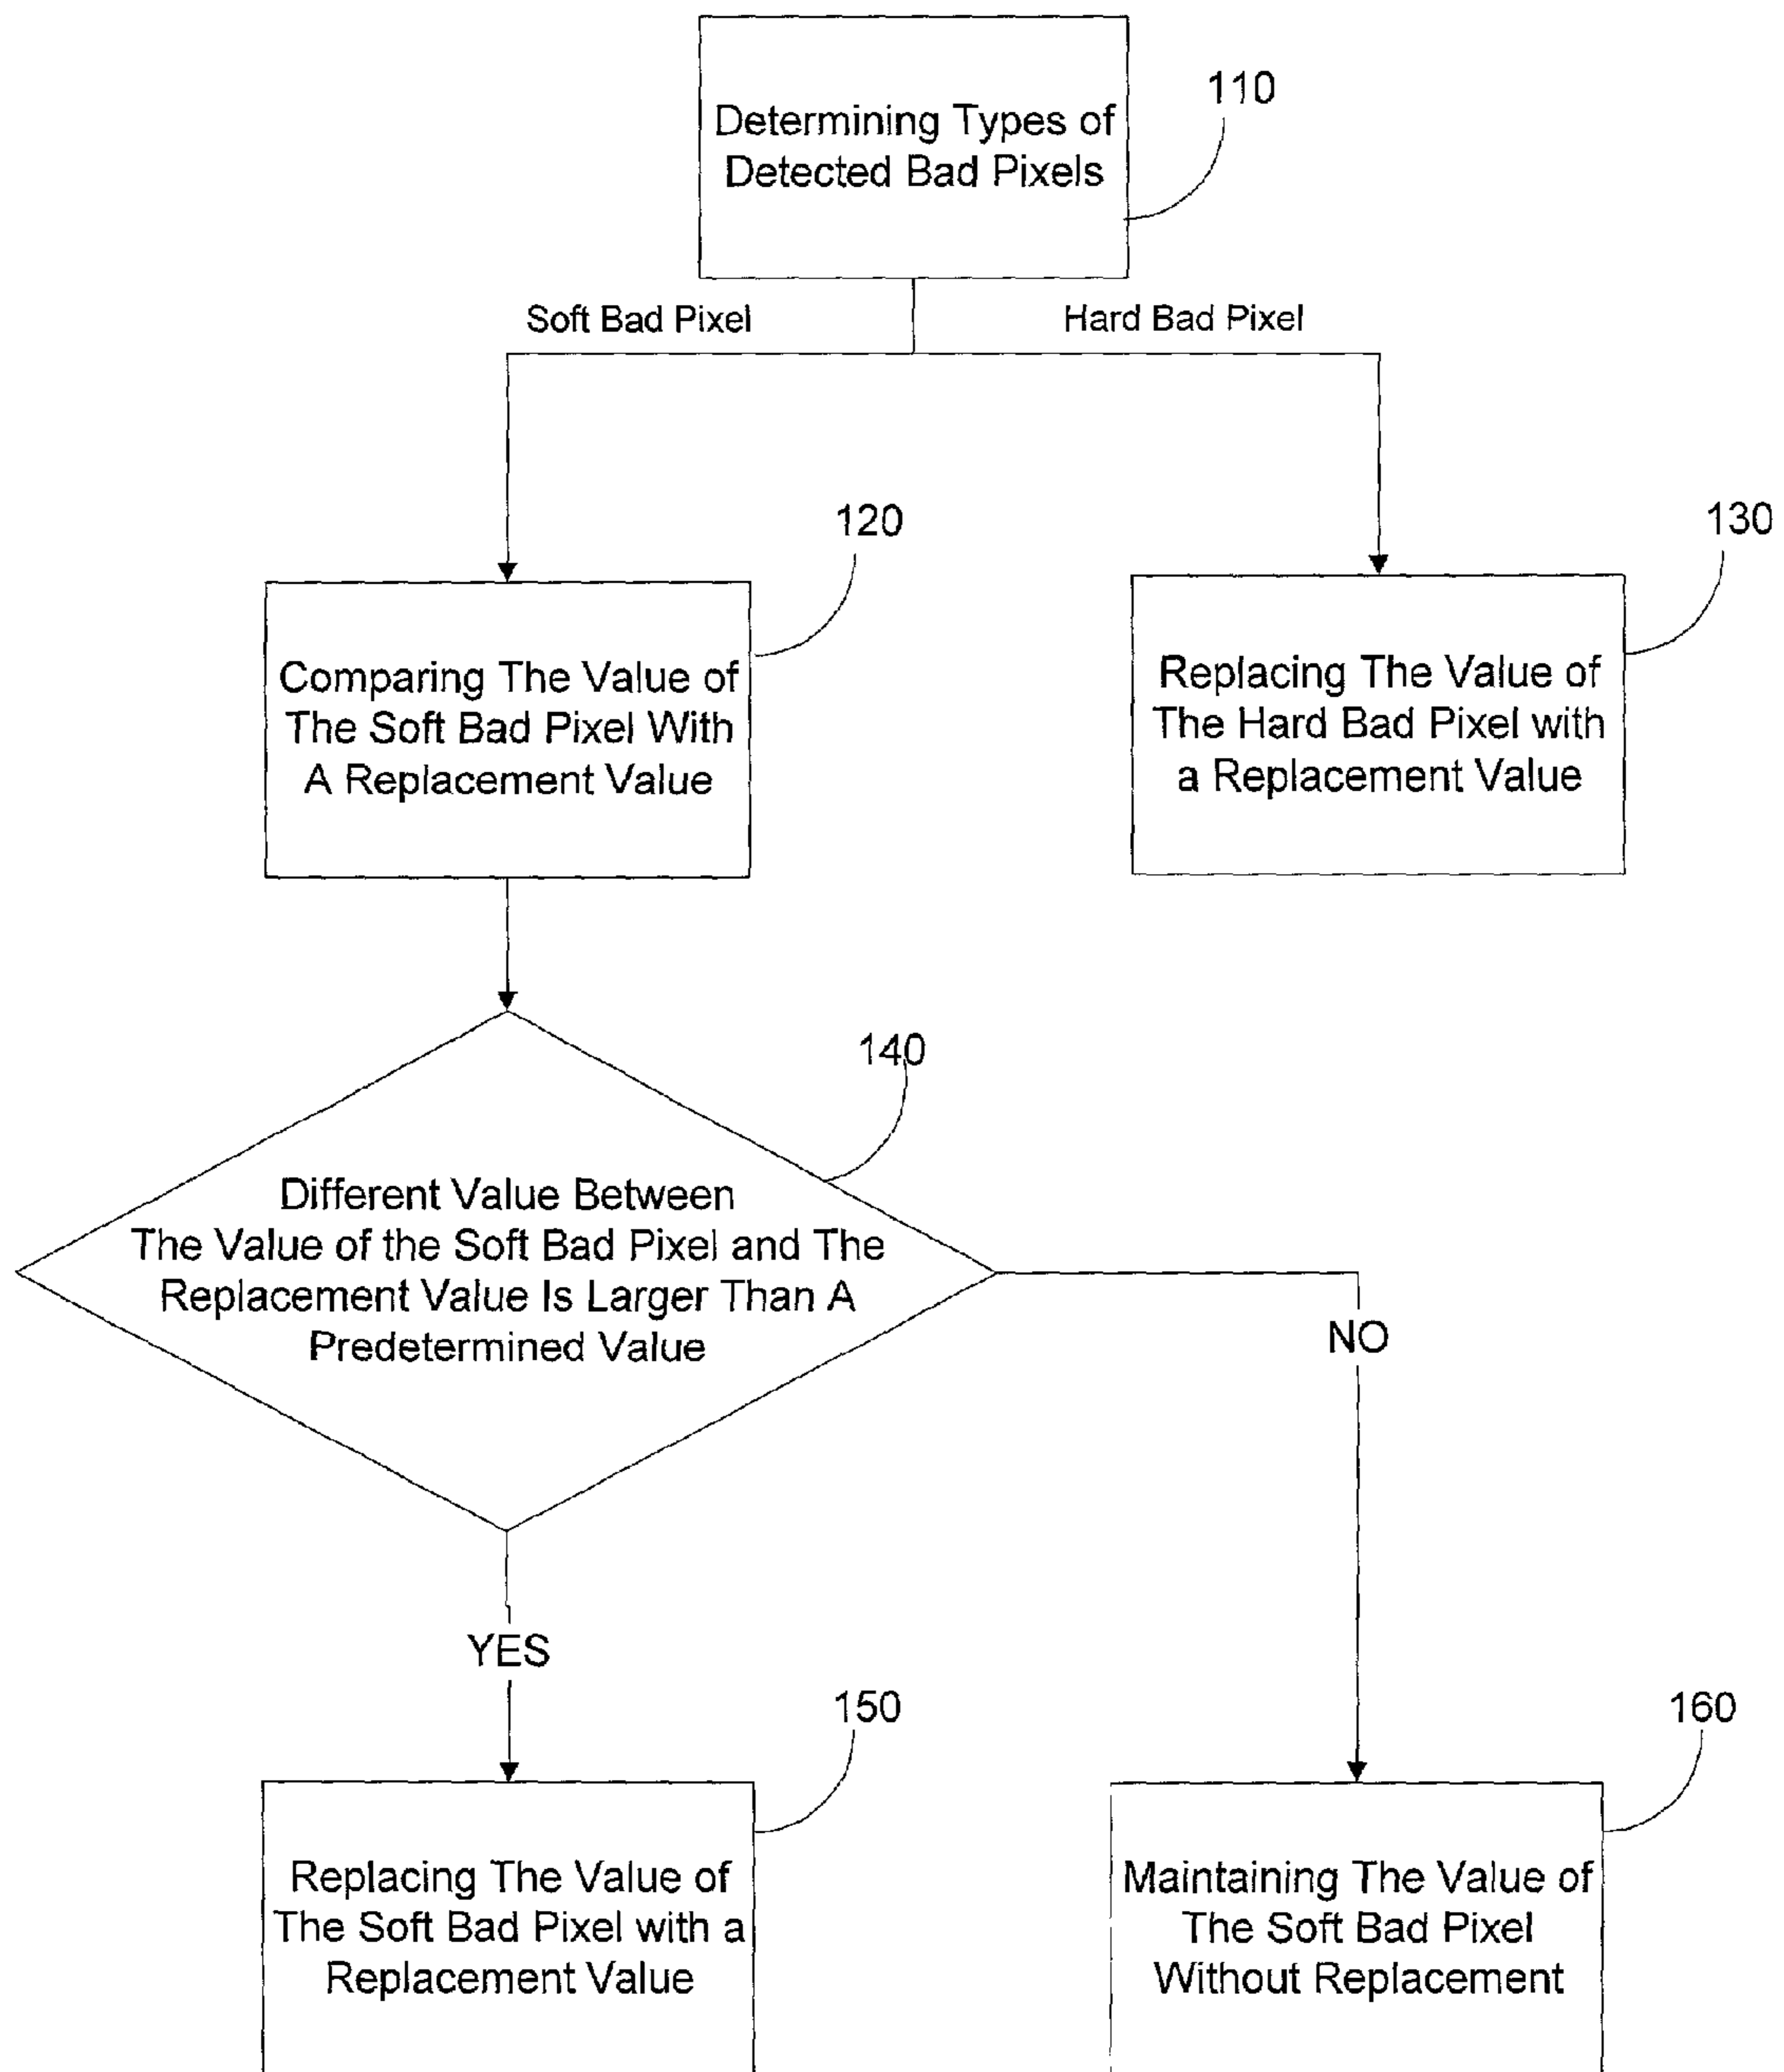 110
Determining Types of
Detected Bad Pixels
Soft Bad Pixel
Hard Bad Pixel
120
130
Comparing The Value of
The Soft Bad Pixel With
A Replacement Value
Replacing The Value of
The Hard Bad Pixel with
a Replacement Value
140
Different Value Between
The Value of the Soft Bad Pixel and The
Replacement Value Is Larger Than A
Predetermined Value
NO
YES
150
160
Replacing The Value of
The Soft Bad Pixel with a
Replacement Value
Maintaining The Value of
The Soft Bad Pixel
Without Replacement